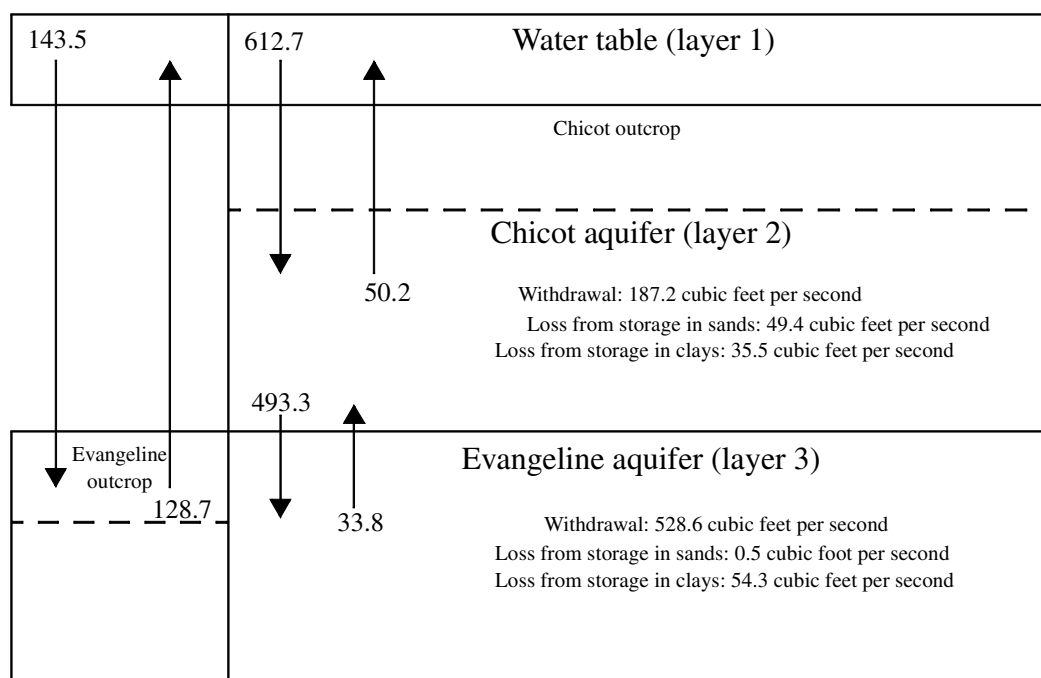 143.5
612.7
Water table (layer 1)
Chicot outcrop
Chicot aquifer (layer 2)
50.2
Withdrawal: 187.2 cubic feet per second
Loss from storage in sands: 49.4 cubic feet per second
Loss from storage in clays: 35.5 cubic feet per second
493.3
Evangeline
outcrop
128.7
Evangeline aquifer (layer 3)
33.8
Withdrawal: 528.6 cubic feet per second
Loss from storage in sands: 0.5 cubic foot per second
Loss from storage in clays: 54.3 cubic feet per second